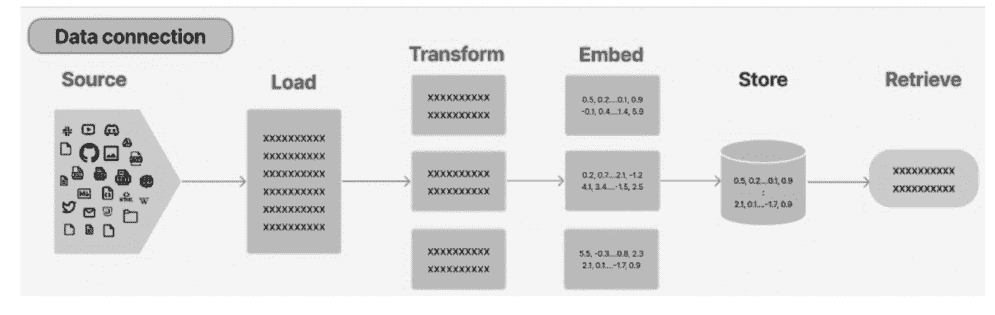 Data connection
Source
Load
Transform
Embed
Store
Retrieve
XXXXXXXXXX
XXXXXXXXXX
XXXXXXXXXX
XXXXXXXXXX
XXXXXXXXXX
XXXXXXXXXX
XXXXXXXXXX
XXXXXXXXXX
XXXXXXXXXX
XXXXXXXXXX
XXXXXXXXXX
XXXXXXXXXX
0.5, 0.2....0.1, 0.9
-0.1, 0.4....1.4, 5.9
0.2, 0.7....2.1, -1.2
4.1, 3.4....-1.5, 2.5
5.5, -0.3....0.8, 2.3
2.1, 0.1....-1.7, 0.9
0.5, 0.2....0.1, 0.9
:
2.1, 0.1....-1.7, 0.9
XXXXXXXXXX
XXXXXXXXXX
W